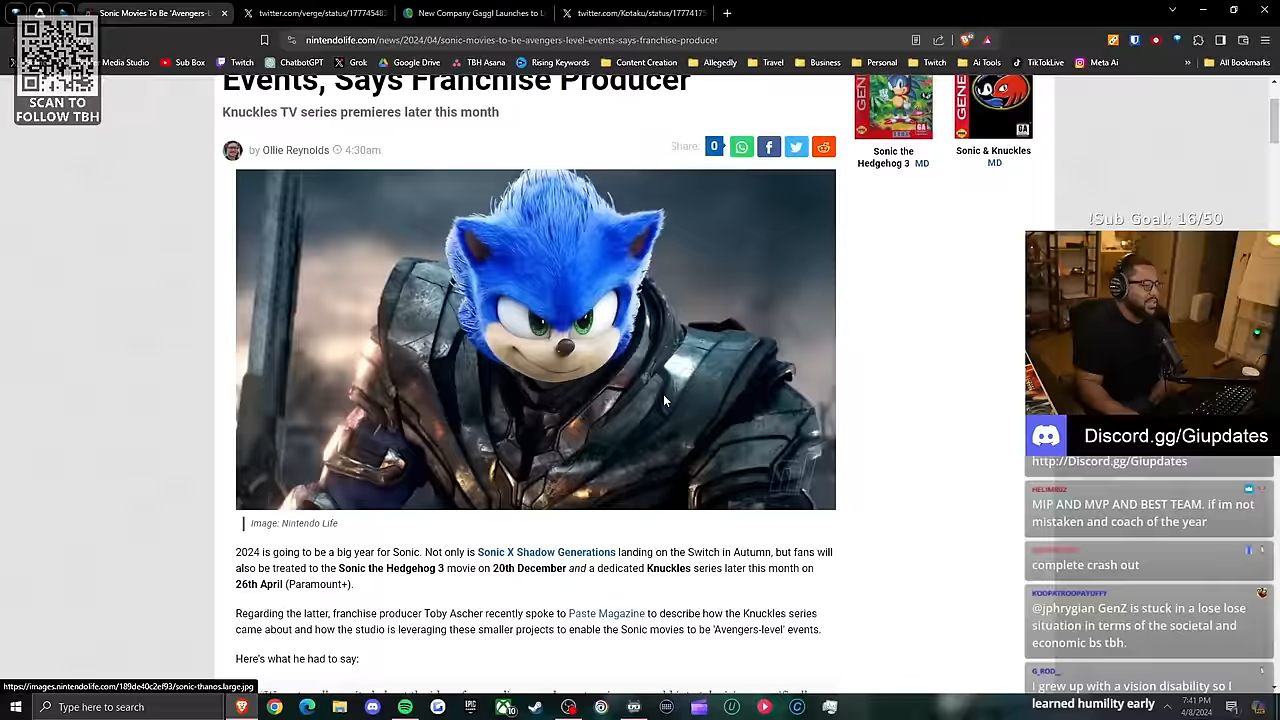 Sonic Movies To Be 'Avengers-
twitter.com/verge/status/177745483
New Company Gaggl Launches to L
twitter.com/Kotaku/status/17774175
nintendolife.com/news/2024/04/sonic-movies-to-be-avengers-level-events-says-franchise-producer
Media Studio
Sub Box
Twitch
ChatbotGPT
Grok
Google Drive
TBH Asana
Rising Keywords
Content Creation
Allegedly
Travel
Business
Personal
Twitch
Ai Tools
TikTokLive
Meta Ai
All Bookmarks
SCAN TO
FOLLOW TBH
Events, Says Franchise Producer
Knuckles TV series premieres later this month
by Ollie Reynolds 4:30am
Share: 0
Sonic the
Hedgehog 3 MD
Sonic & Knuckles
MD
!Sub Goal: 16/50
Image: Nintendo Life
2024 is going to be a big year for Sonic. Not only is Sonic X Shadow Generations landing on the Switch in Autumn, but fans will
also be treated to the Sonic the Hedgehog 3 movie on 20th December and a dedicated Knuckles series later this month on
26th April (Paramount+).
Regarding the latter, franchise producer Toby Ascher recently spoke to Paste Magazine to describe how the Knuckles series
came about and how the studio is leveraging these smaller projects to enable the Sonic movies to be 'Avengers-level' events.
Here's what he had to say:
Discord.gg/Giupdates
http://Discord.gg/Giupdates
MIP AND MVP AND BEST TEAM. if im not
mistaken and coach of the year
complete crash out
KOOPATROOPAYUFFY
@jphrygian GenZ is stuck in a lose lose
situation in terms of the societal and
economic bs tbh.
G_ROD_
I grew up with a vision disability so I
learned humility early
https://images.nintendolife.com/189de40c2ef93/sonic-thanos.large.jpg
Type here to search
7:41 PM
4/8/2024